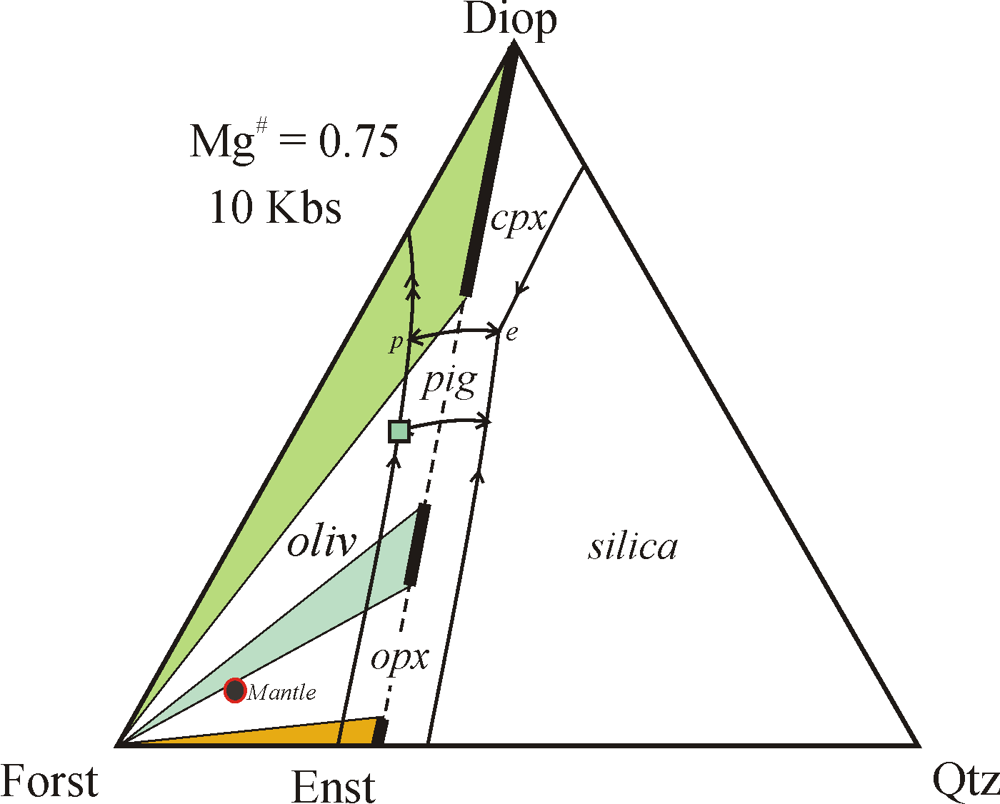 Diop
Mg# = 0.75
10 Kbs
cpx
p
e
pig
oliv
silica
opx
Mantle
Forst
Enst
Qtz